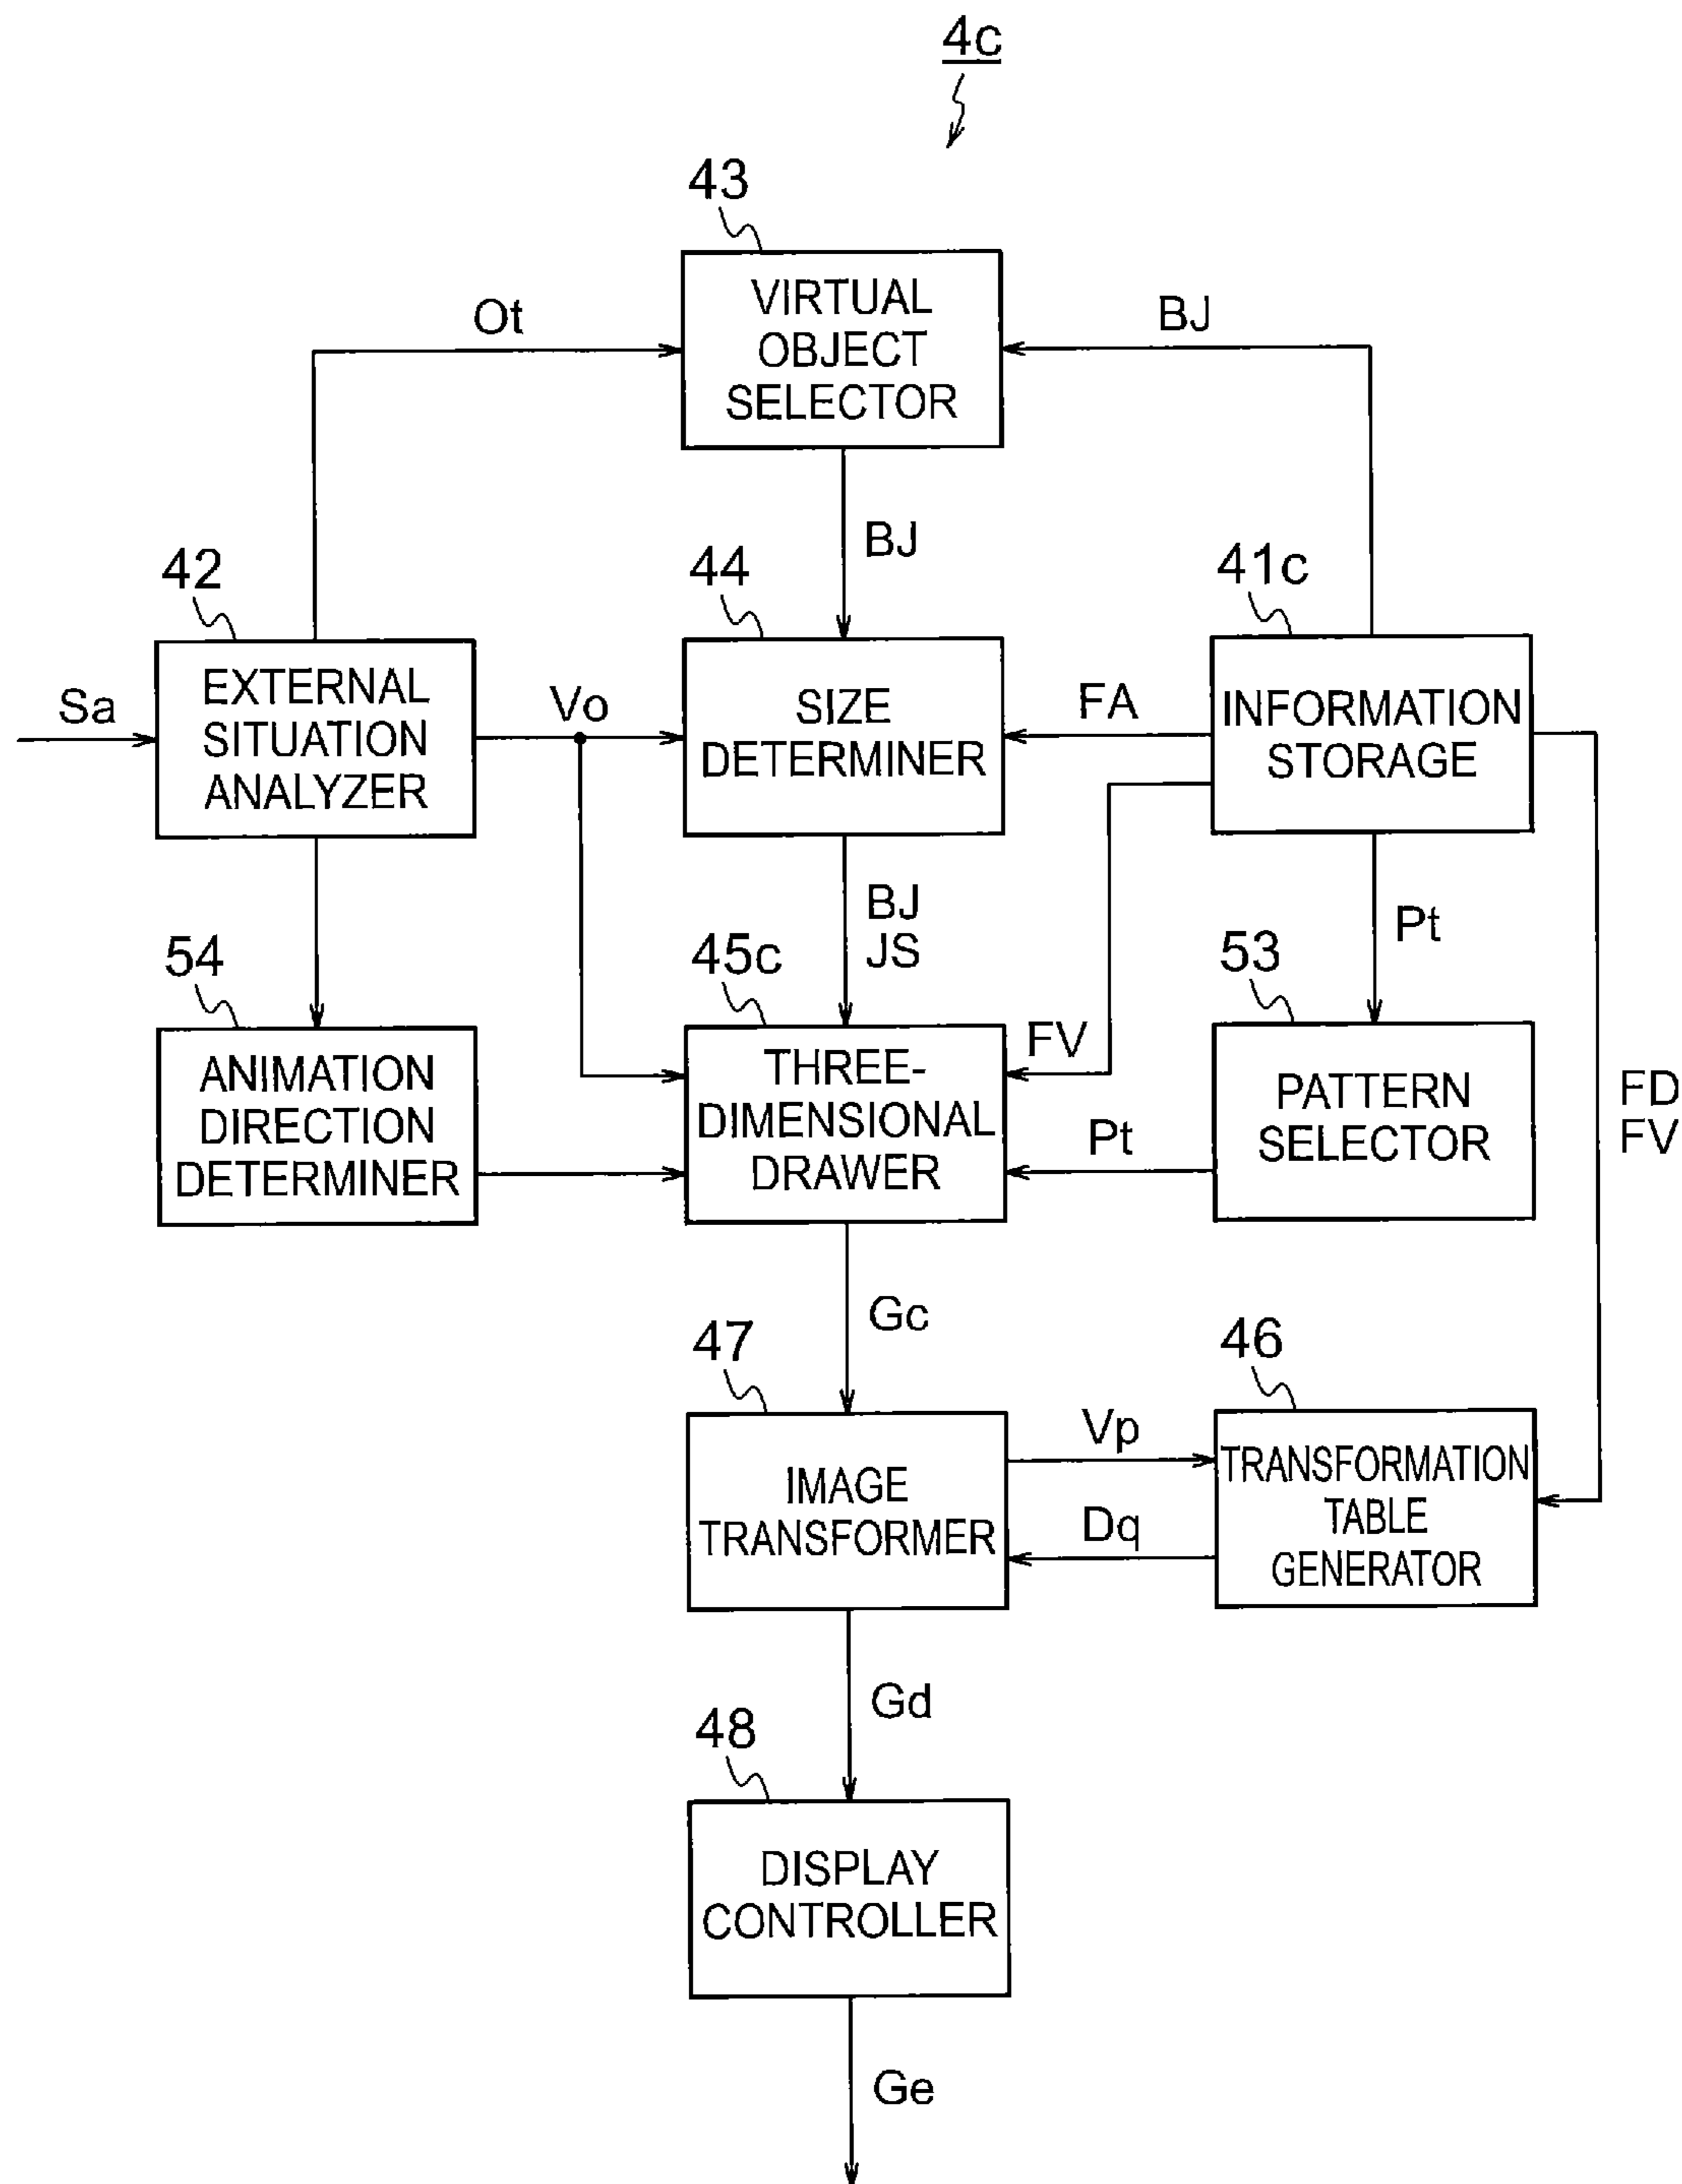 4c
43
VIRTUAL
OBJECT
SELECTOR
Ot
BJ
BJ
42
EXTERNAL
SITUATION
ANALYZER
Sa
Vo
44
SIZE
DETERMINER
FA
41c
INFORMATION
STORAGE
BJ
JS
Pt
54
ANIMATION
DIRECTION
DETERMINER
45c
THREE-
DIMENSIONAL
DRAWER
FV
Pt
53
PATTERN
SELECTOR
FD
FV
Gc
47
IMAGE
TRANSFORMER
Vp
Dq
46
TRANSFORMATION
TABLE
GENERATOR
Gd
48
DISPLAY
CONTROLLER
Ge